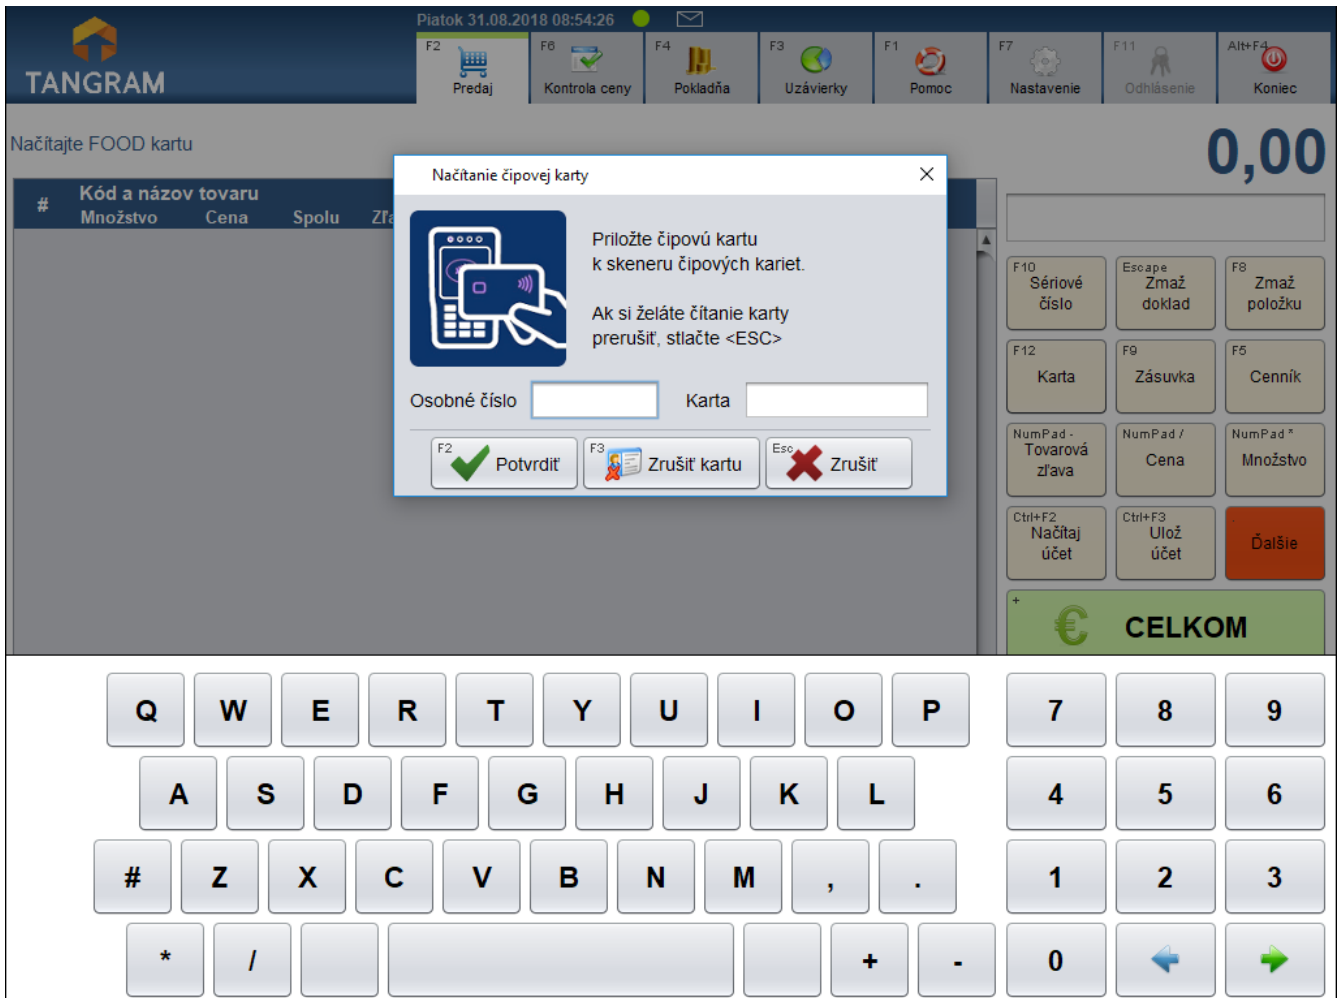 Piatok 31.08.2018 08:54:26
TANGRAM
F2 Predaj
F6 Kontrola ceny
F4 Pokladňa
F3 Uzávierky
F1 Pomoc
F7 Nastavenie
F11 Odhlásenie
Alt+F4 Koniec
Načítajte FOOD kartu
0,00
# Kód a názov tovaru
Množstvo Cena Spolu
Načítanie čipovej karty
Priložte čipovú kartu
k skeneru čipových kariet.
Ak si želáte čítanie karty
prerušiť, stlačte <ESC>
Osobné číslo Karta
F2 Potvrdiť
F3 Zrušiť kartu
Esc Zrušiť
F10
Sériové
číslo
Escape
Zmaž
doklad
F8
Zmaž
položku
F12
Karta
F9
Zásuvka
F5
Cenník
NumPad -
Tovarová
zľava
NumPad /
Cena
NumPad *
Množstvo
Ctrl+F2
Načítaj
účet
Ctrl+F3
Ulož
účet
.
Ďalšie
+
€ CELKOM
Q W E R T Y U I O P 7 8 9
A S D F G H J K L 4 5 6
# Z X C V B N M , . 1 2 3
* / + - 0